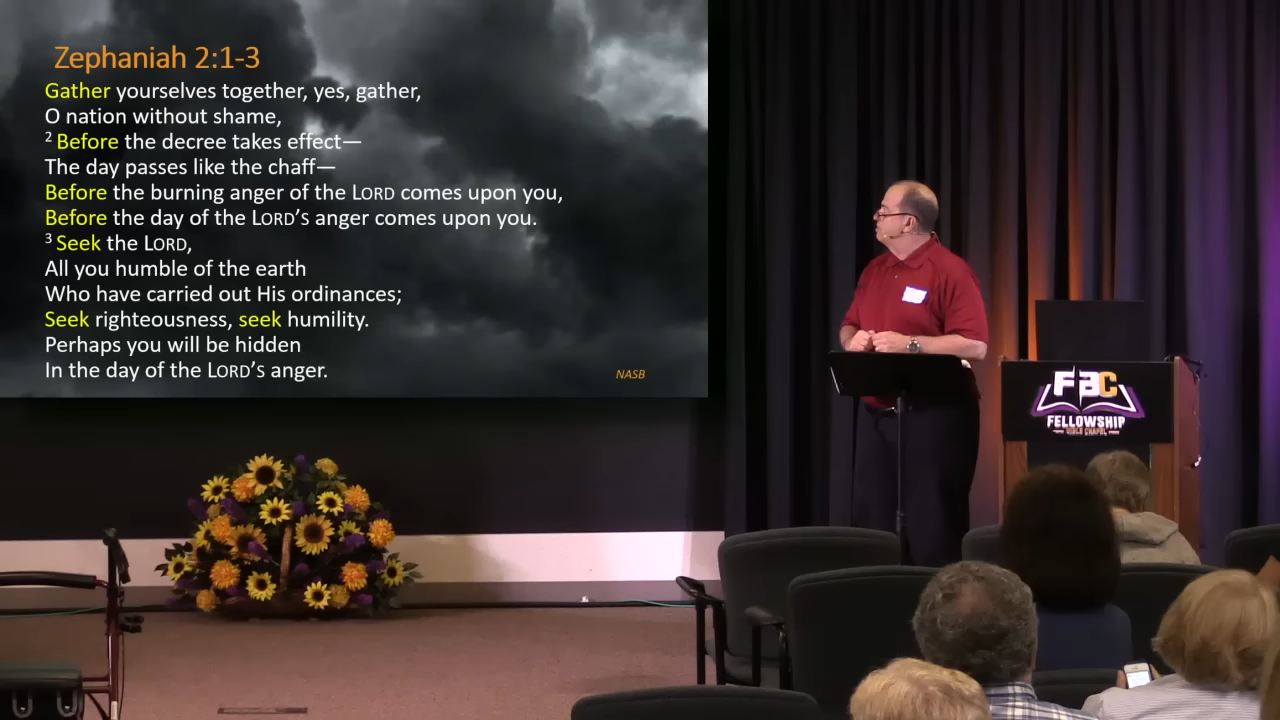 Zephaniah 2:1-3
Gather yourselves together, yes, gather,
O nation without shame,
2 Before the decree takes effect—
The day passes like the chaff—
Before the burning anger of the LORD comes upon you,
Before the day of the LORD’S anger comes upon you.
3 Seek the LORD,
All you humble of the earth
Who have carried out His ordinances;
Seek righteousness, seek humility.
Perhaps you will be hidden
In the day of the LORD’S anger.
NASB
FBC
FELLOWSHIP
BIBLE CHAPEL